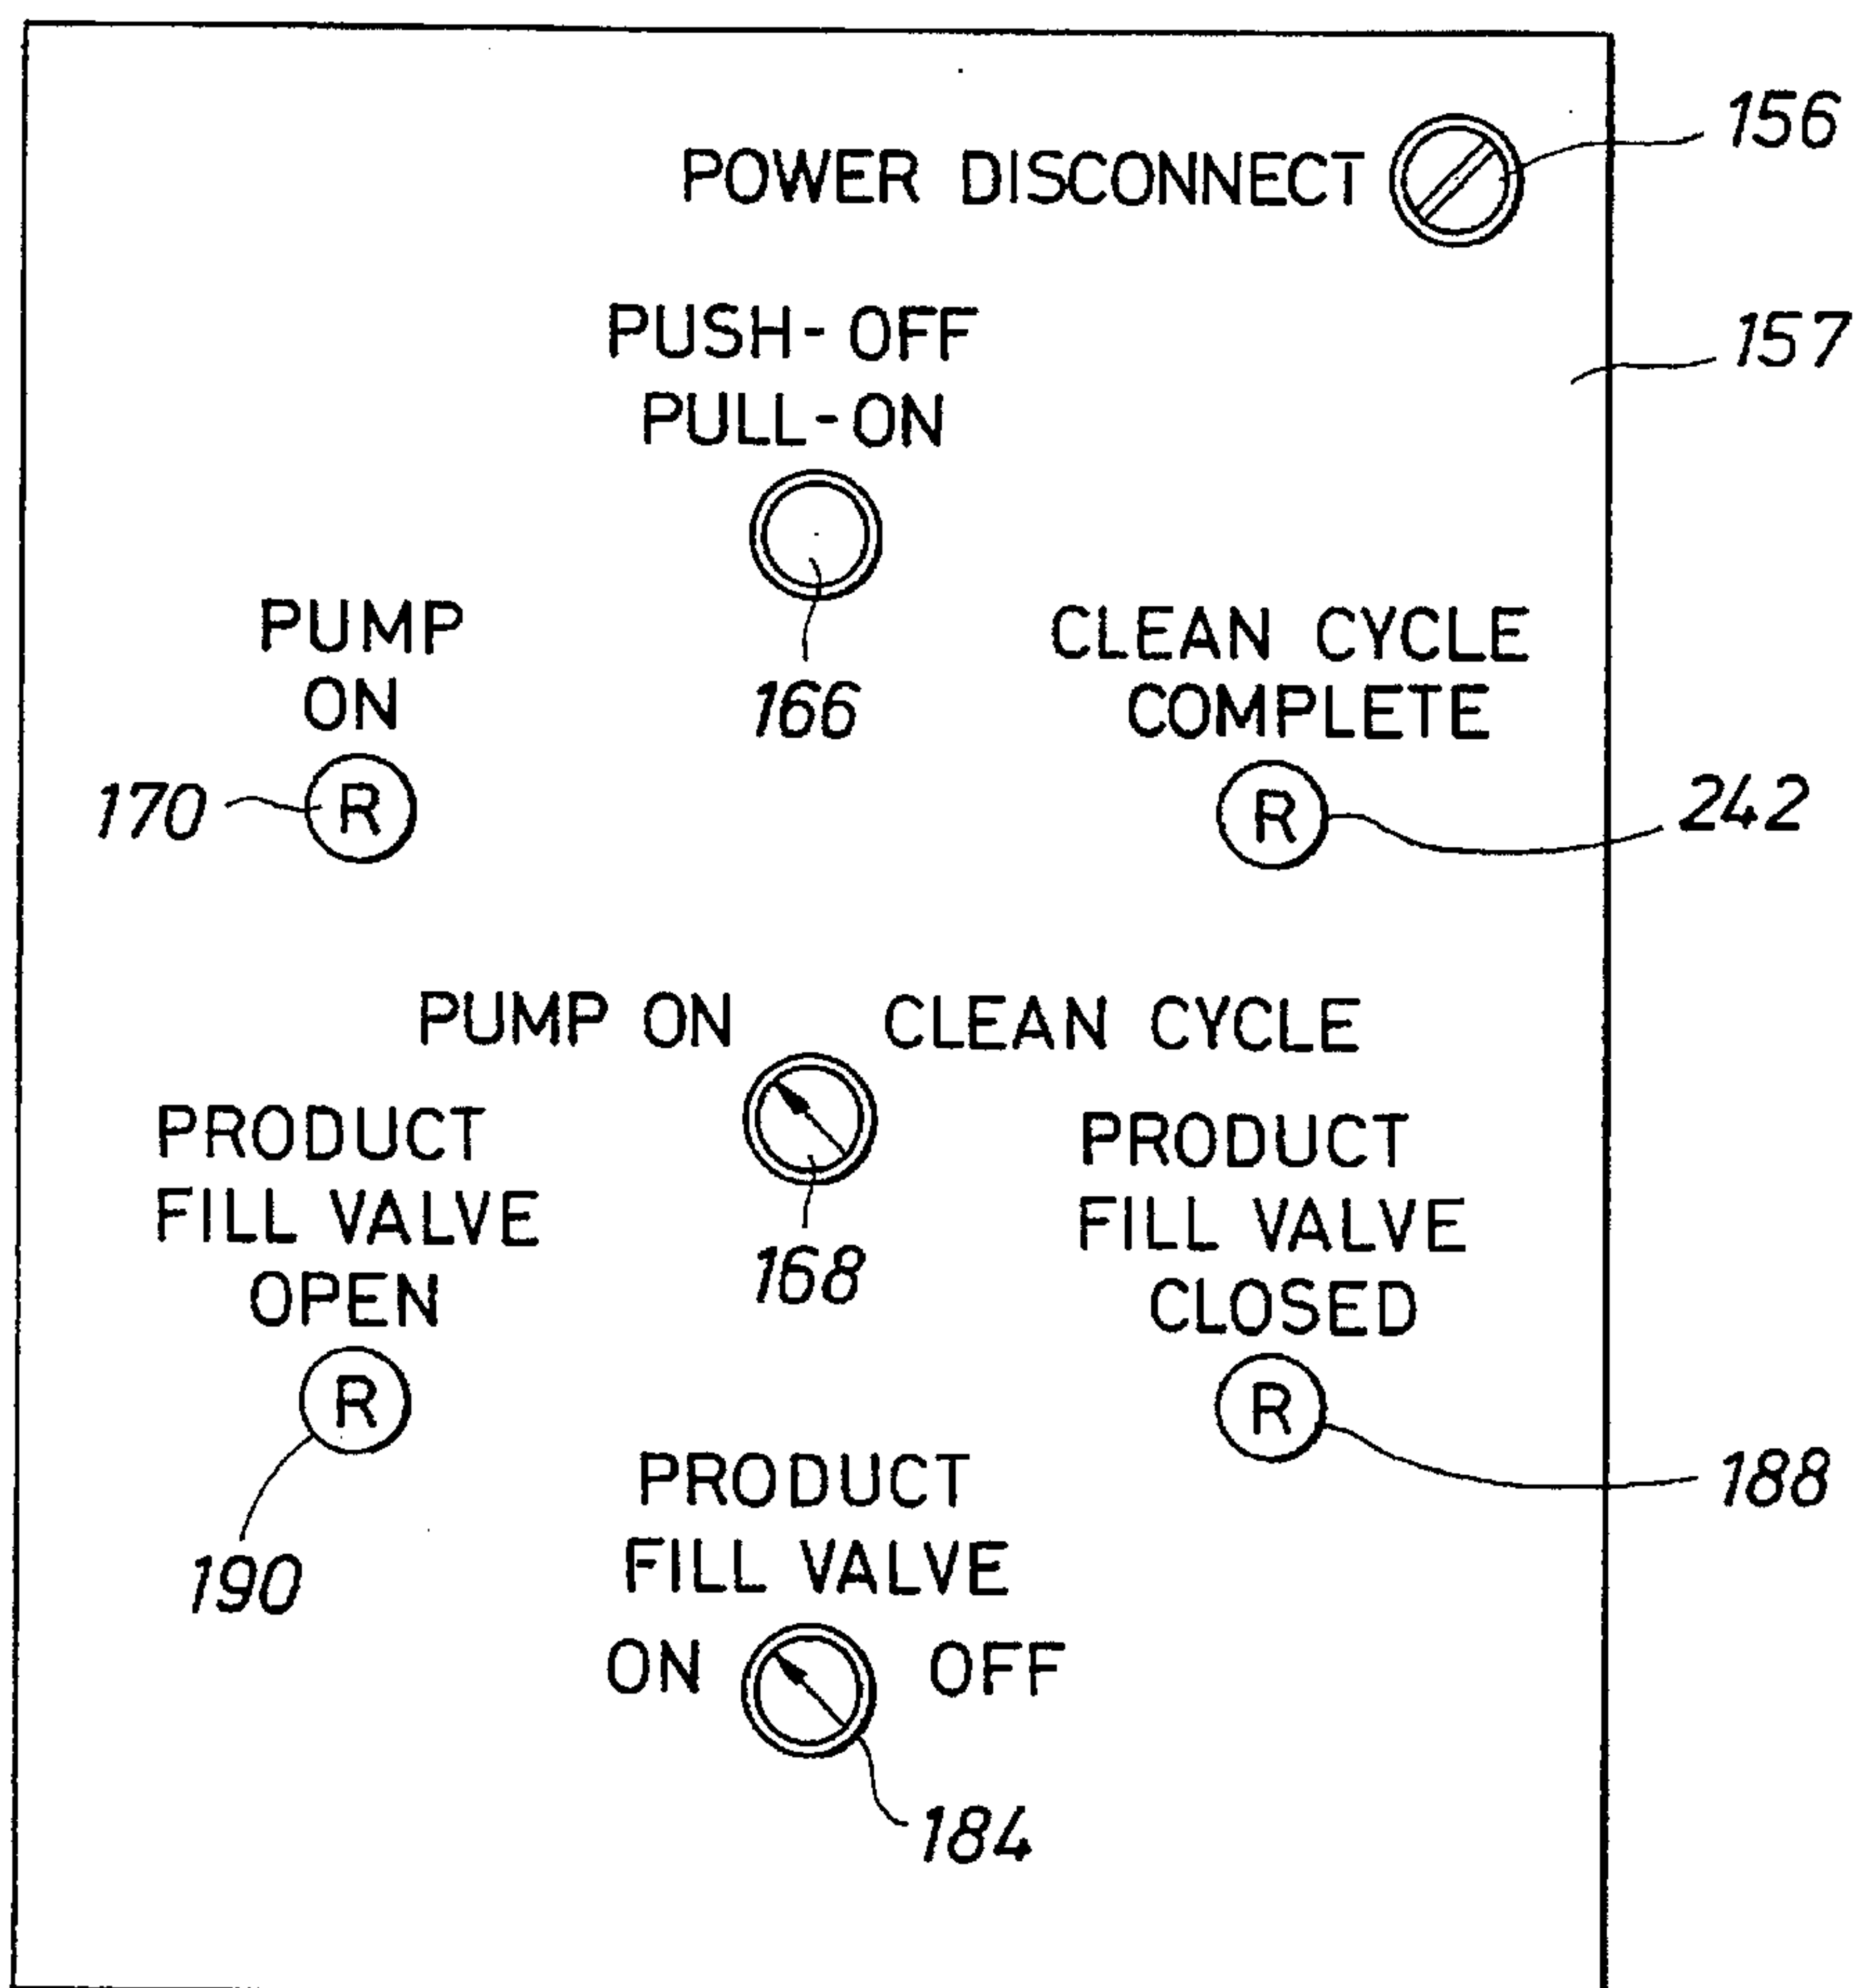 156
POWER DISCONNECT
157
PUSH-OFF
PULL-ON
166
PUMP
ON
170 R
CLEAN CYCLE
COMPLETE
R 242
PUMP ON CLEAN CYCLE
168
PRODUCT
FILL VALVE
OPEN
R
190
PRODUCT
FILL VALVE
CLOSED
R
188
PRODUCT
FILL VALVE
ON OFF
184